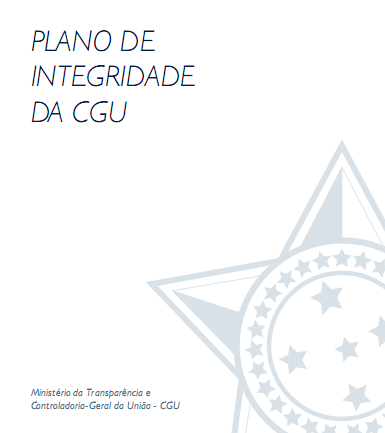 PLANO DE
INTEGRIDADE
DA CGU
Ministério da Transparência e
Controladoria-Geral da União - CGU